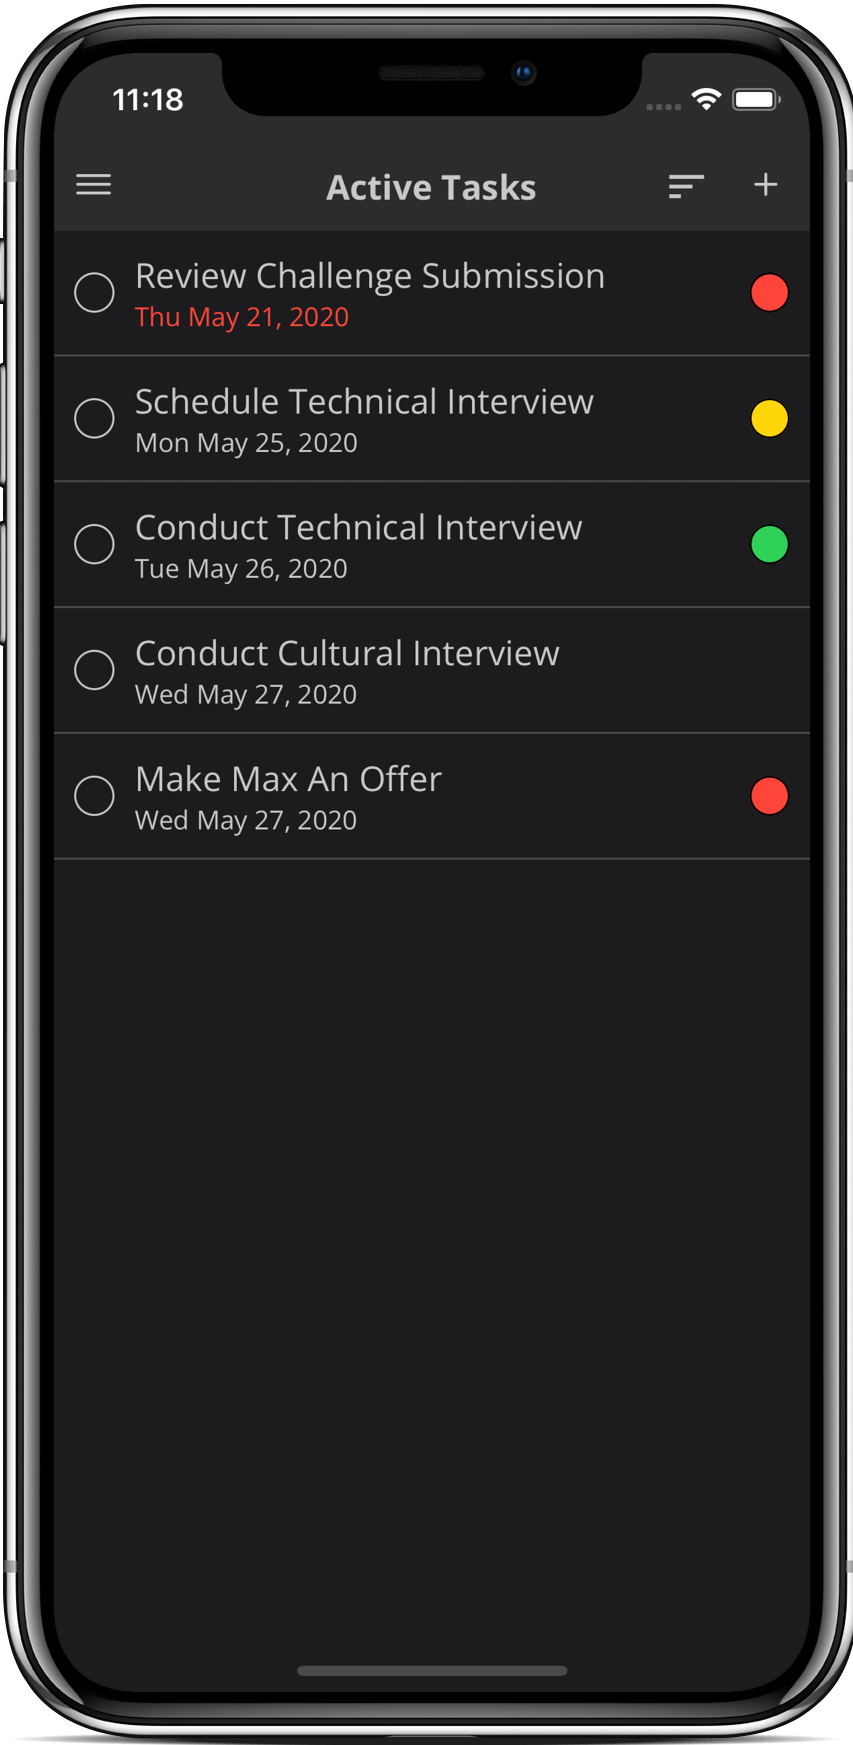 11:18
Active Tasks
Review Challenge Submission
Thu May 21, 2020
Schedule Technical Interview
Mon May 25, 2020
Conduct Technical Interview
Tue May 26, 2020
Conduct Cultural Interview
Wed May 27, 2020
Make Max An Offer
Wed May 27, 2020